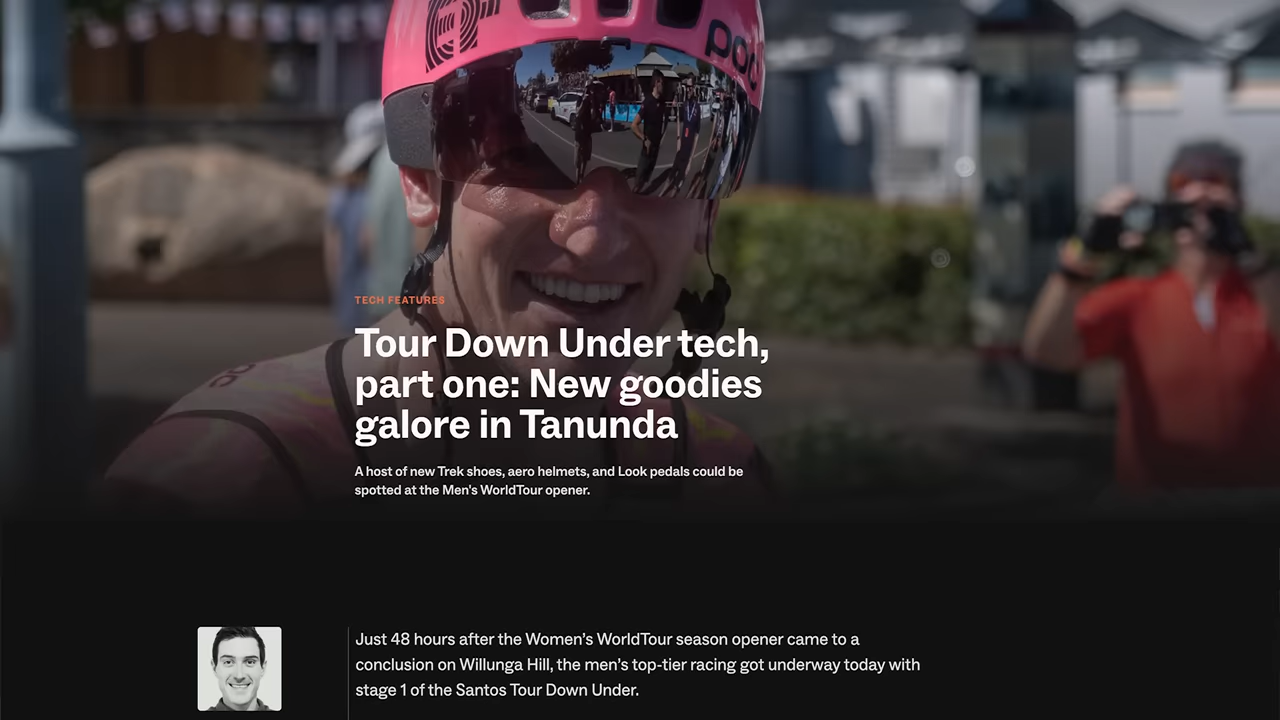 EF
POC
TECH FEATURES
Tour Down Under tech,
part one: New goodies
galore in Tanunda
A host of new Trek shoes, aero helmets, and Look pedals could be
spotted at the Men's WorldTour opener.
Just 48 hours after the Women's WorldTour season opener came to a
conclusion on Willunga Hill, the men's top-tier racing got underway today with
stage 1 of the Santos Tour Down Under.